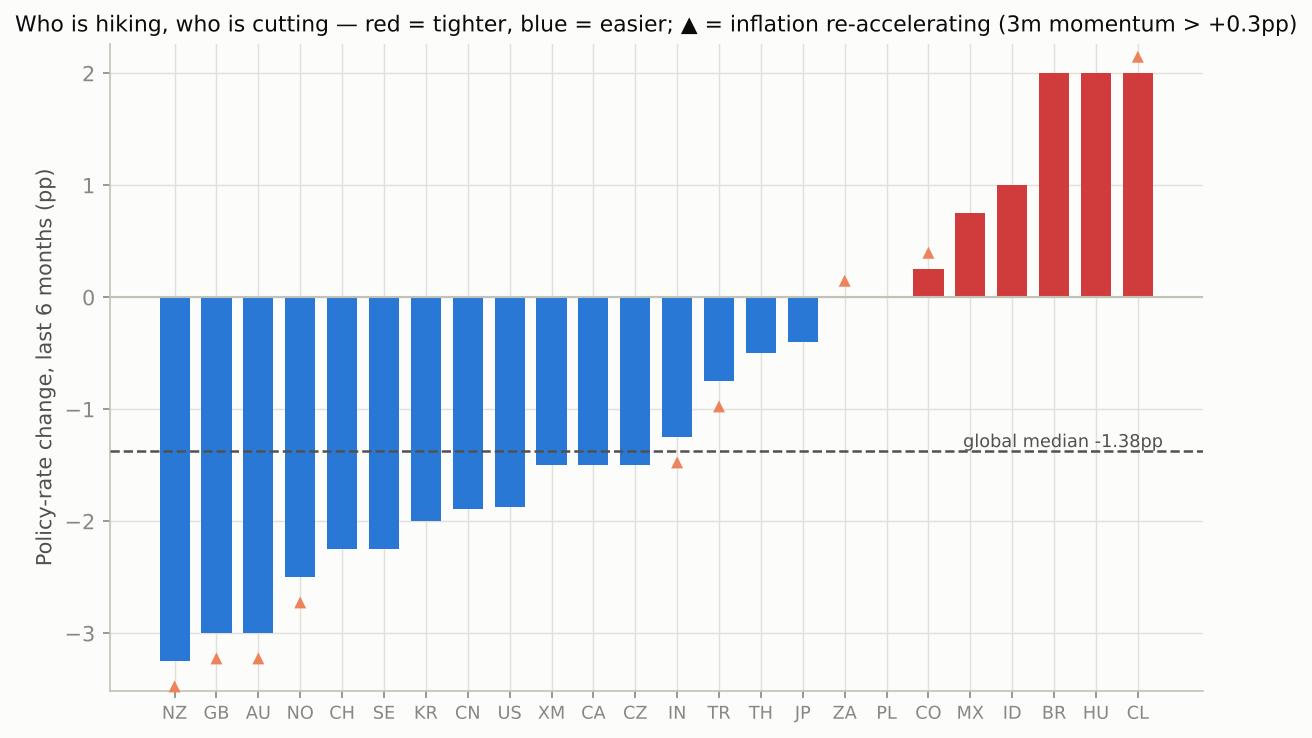 Who is hiking, who is cutting — red = tighter, blue = easier; ▲ = inflation re-accelerating (3m momentum > +0.3pp)
Policy-rate change, last 6 months (pp)
2
1
0
−1
−2
−3
global median -1.38pp
NZ GB AU NO CH SE KR CN US XM CA CZ IN TR TH JP ZA PL CO MX ID BR HU CL